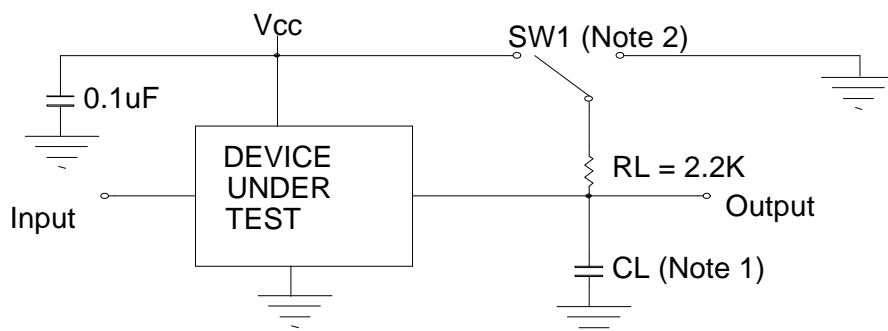 Vcc
SW1 (Note 2)
0.1uF
DEVICE
UNDER
TEST
RL = 2.2K
Input
Output
CL (Note 1)